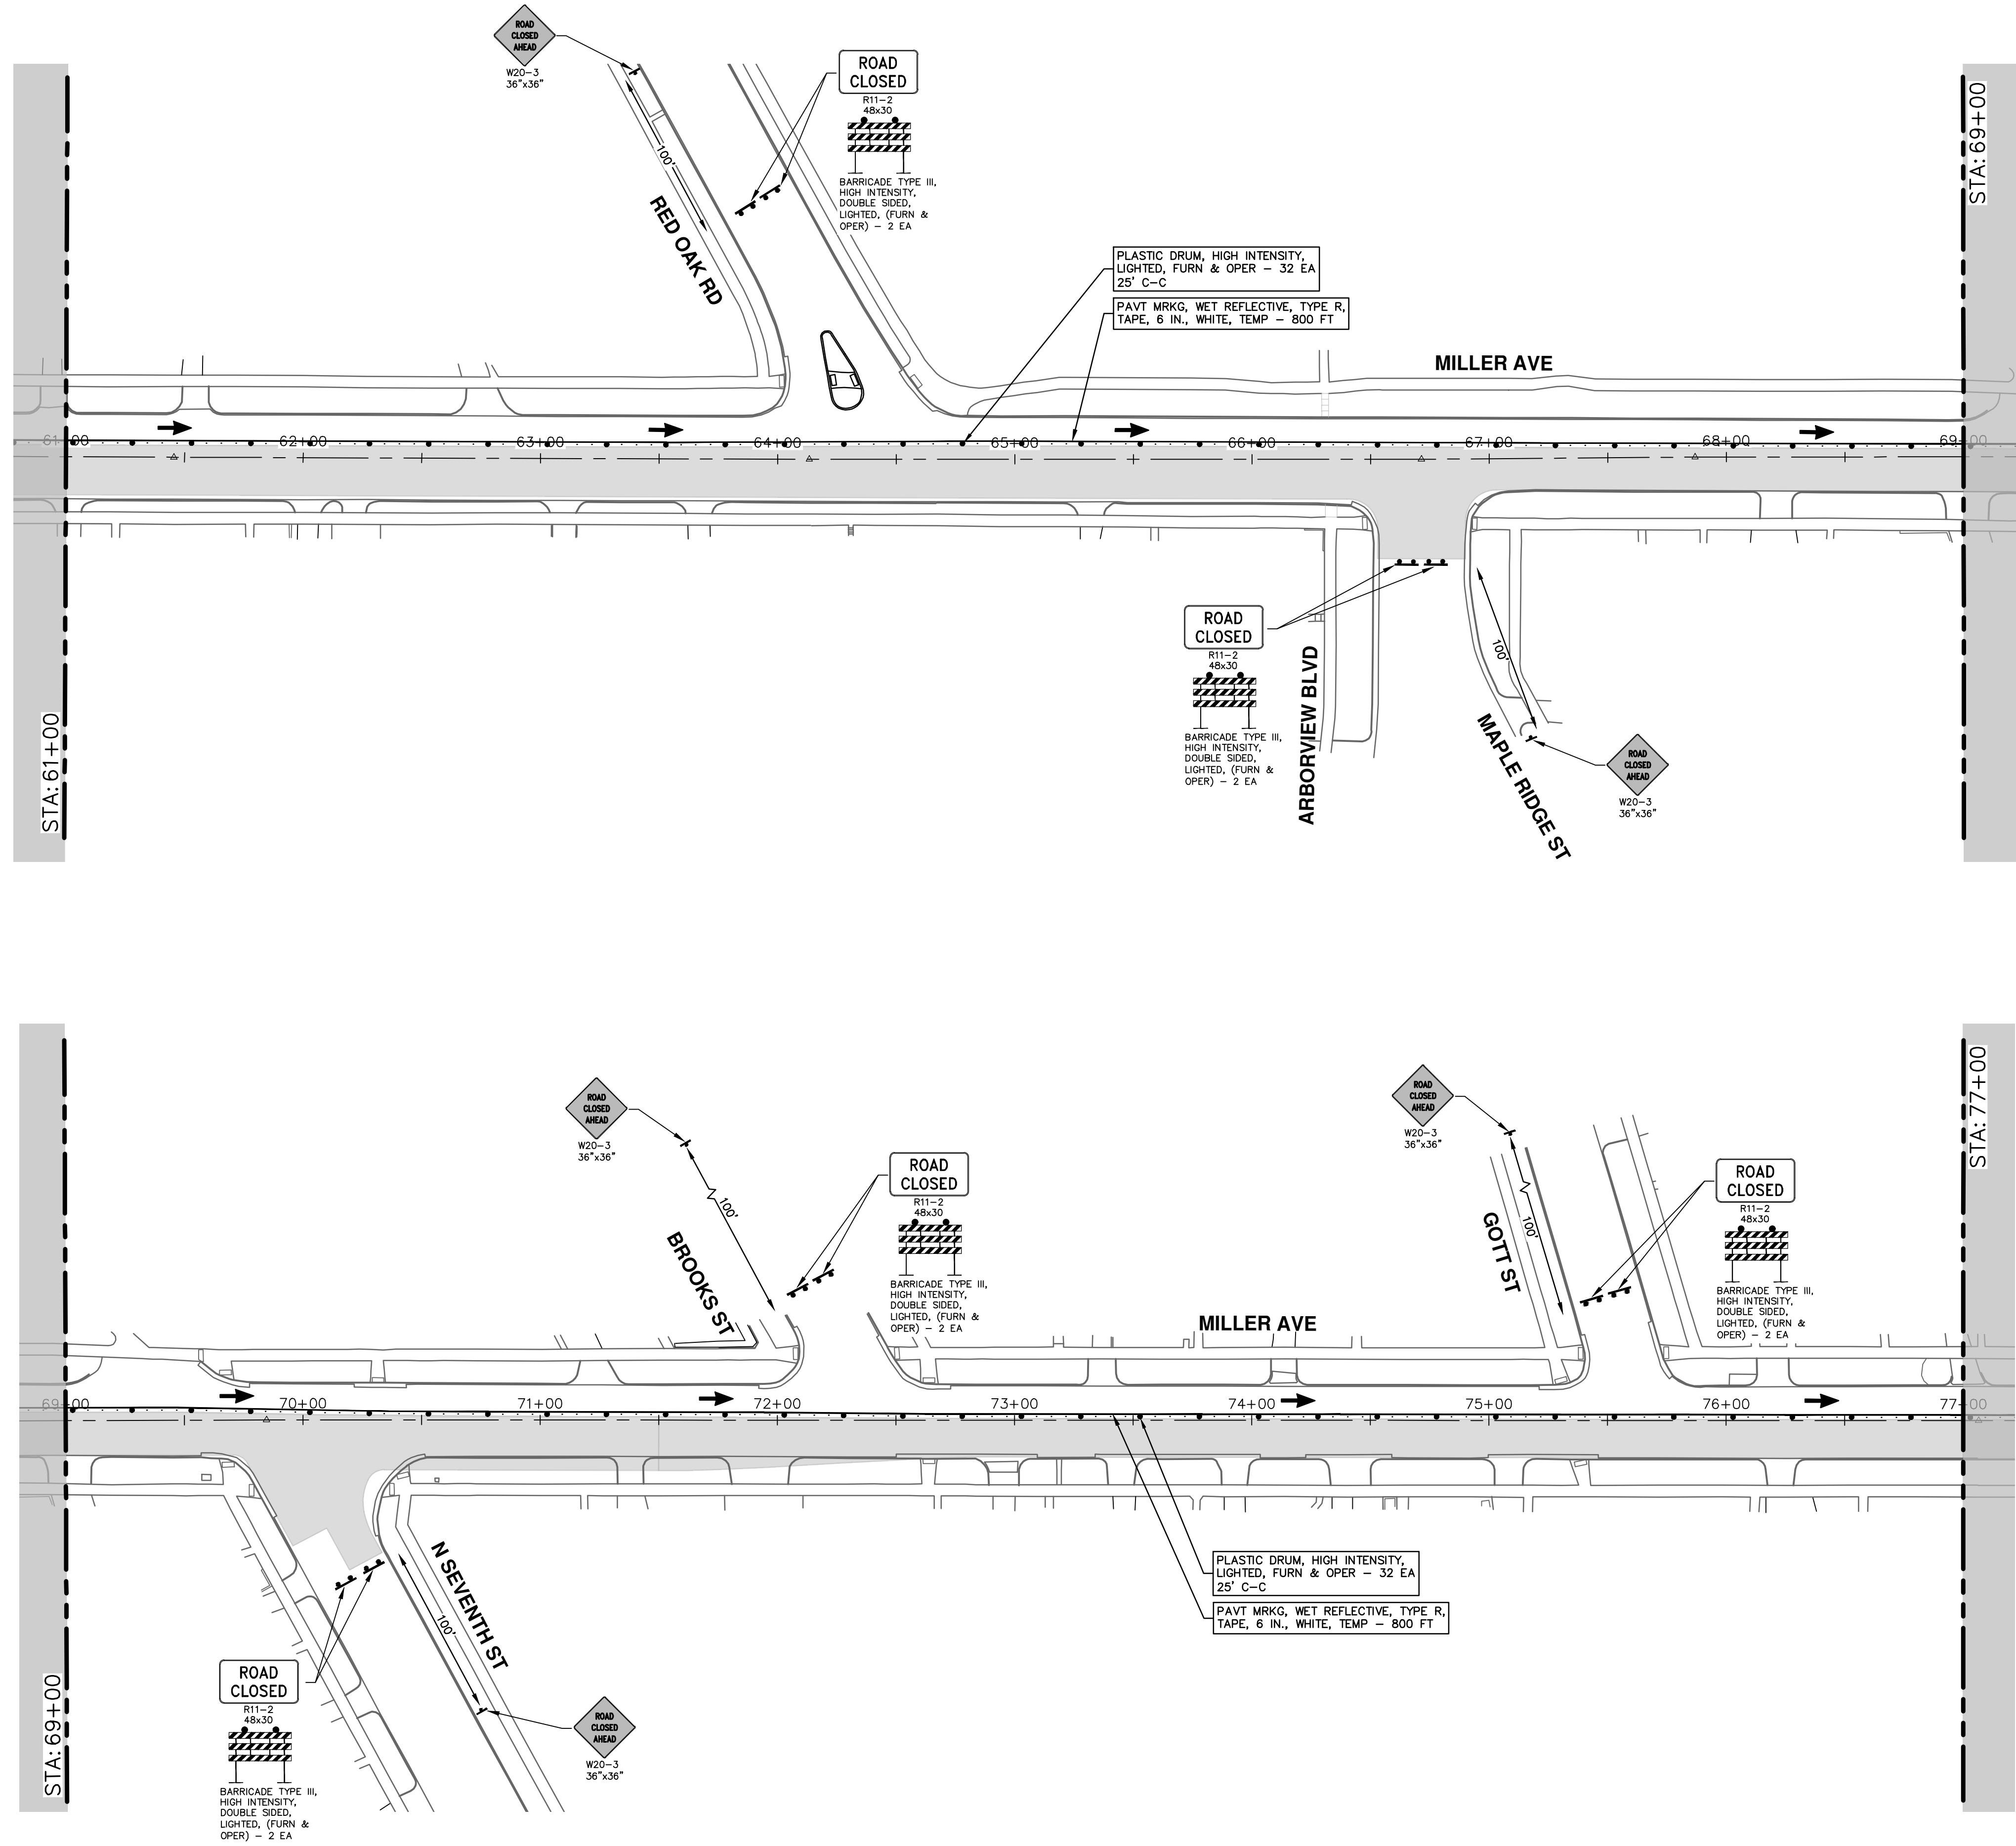 ROAD
CLOSED
AHEAD
W20-3
36"x36"
ROAD
CLOSED
R11-2
48x30
BARRICADE TYPE III,
HIGH INTENSITY,
DOUBLE SIDED,
LIGHTED, (FURN &
OPER) - 2 EA
100'
RED OAK RD
STA: 69+00
PLASTIC DRUM, HIGH INTENSITY,
LIGHTED, FURN & OPER - 32 EA
25' C-C
PAVT MRKG, WET REFLECTIVE, TYPE R,
TAPE, 6 IN., WHITE, TEMP - 800 FT
MILLER AVE
61+00
62+00
63+00
64+00
65+00
66+00
67+00
68+00
69+00
STA: 61+00
ROAD
CLOSED
R11-2
48x30
BARRICADE TYPE III,
HIGH INTENSITY,
DOUBLE SIDED,
LIGHTED, (FURN &
OPER) - 2 EA
ARBORVIEW BLVD
100'
MAPLE RIDGE ST
ROAD
CLOSED
AHEAD
W20-3
36"x36"
ROAD
CLOSED
AHEAD
W20-3
36"x36"
100'
BROOKS ST
ROAD
CLOSED
R11-2
48x30
BARRICADE TYPE III,
HIGH INTENSITY,
DOUBLE SIDED,
LIGHTED, (FURN &
OPER) - 2 EA
MILLER AVE
ROAD
CLOSED
AHEAD
W20-3
36"x36"
100'
GOTT ST
ROAD
CLOSED
R11-2
48x30
BARRICADE TYPE III,
HIGH INTENSITY,
DOUBLE SIDED,
LIGHTED, (FURN &
OPER) - 2 EA
STA: 77+00
69+00
70+00
71+00
72+00
73+00
74+00
75+00
76+00
77+00
STA: 69+00
N SEVENTH ST
100'
ROAD
CLOSED
R11-2
48x30
BARRICADE TYPE III,
HIGH INTENSITY,
DOUBLE SIDED,
LIGHTED, (FURN &
OPER) - 2 EA
ROAD
CLOSED
AHEAD
W20-3
36"x36"
PLASTIC DRUM, HIGH INTENSITY,
LIGHTED, FURN & OPER - 32 EA
25' C-C
PAVT MRKG, WET REFLECTIVE, TYPE R,
TAPE, 6 IN., WHITE, TEMP - 800 FT